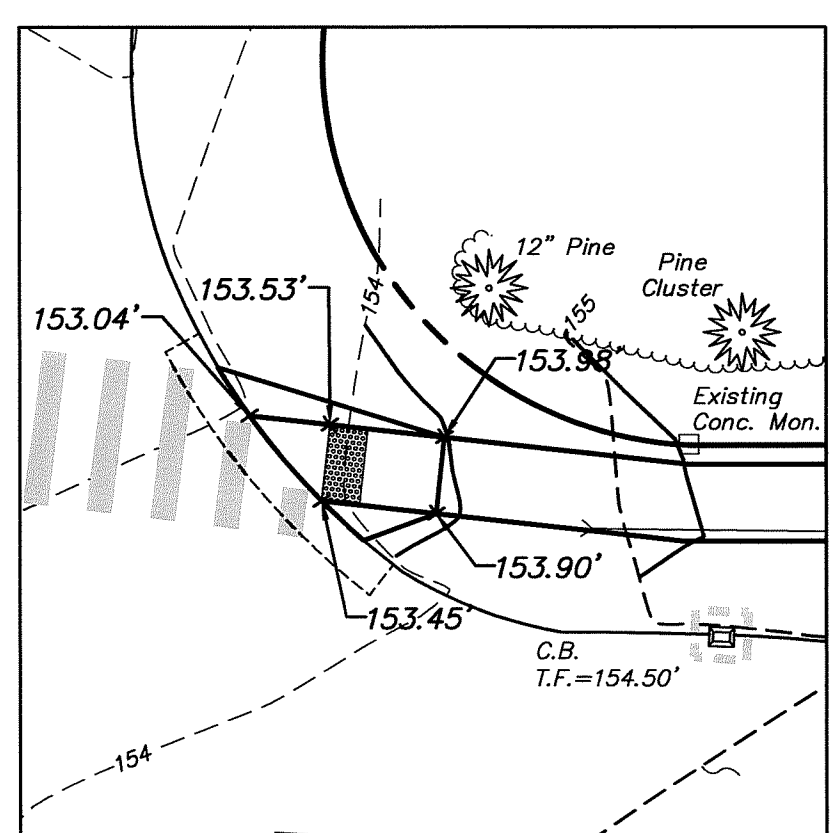 12" Pine
Pine
Cluster
153.53'
154
155
153.04'
153.98'
Existing
Conc. Mon.
153.90'
153.45'
C.B.
T.F.=154.50'
154